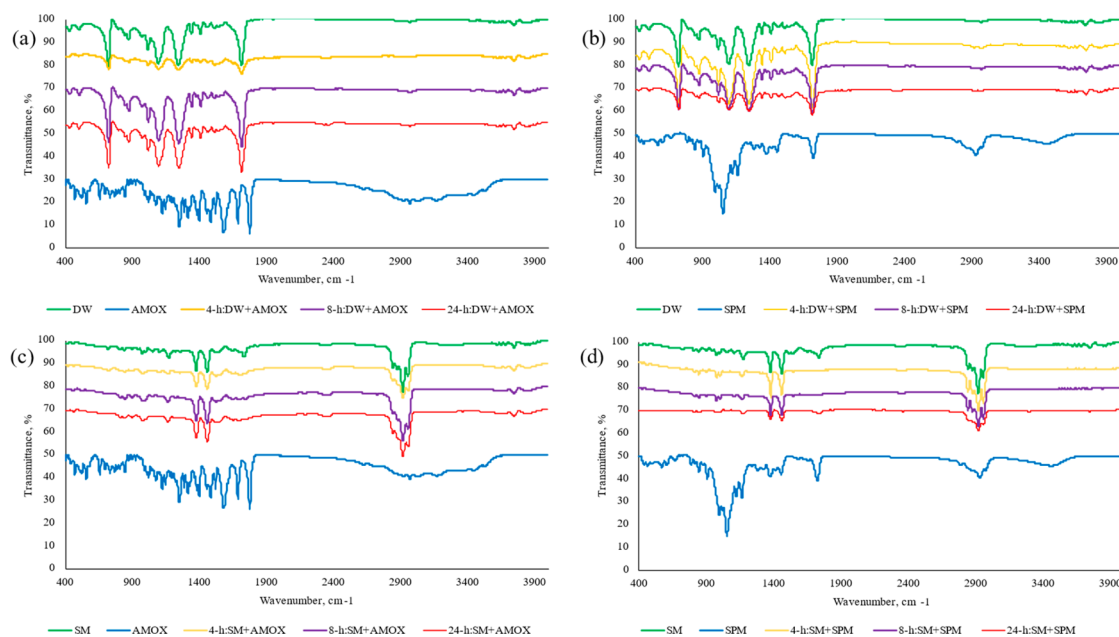 (a)
Transmittance, %
100
90
80
70
60
50
40
30
20
10
0
400 900 1400 1900 2400 2900 3400 3900
Wavenumber, cm -1
DW AMOX 4-h:DW+AMOX 8-h:DW+AMOX 24-h:DW+AMOX
(b)
Transmittance, %
100
90
80
70
60
50
40
30
20
10
0
400 900 1400 1900 2400 2900 3400 3900
Wavenumber, cm -1
DW SPM 4-h:DW+SPM 8-h:DW+SPM 24-h:DW+SPM
(c)
Transmittance, %
100
90
80
70
60
50
40
30
20
10
0
400 900 1400 1900 2400 2900 3400 3900
Wavenumber, cm -1
SM AMOX 4-h:SM+AMOX 8-h:SM+AMOX 24-h:SM+AMOX
(d)
Transmittance, %
100
90
80
70
60
50
40
30
20
10
0
400 900 1400 1900 2400 2900 3400 3900
Wavenumber, cm -1
SM SPM 4-h:SM+SPM 8-h:SM+SPM 24-h:SM+SPM